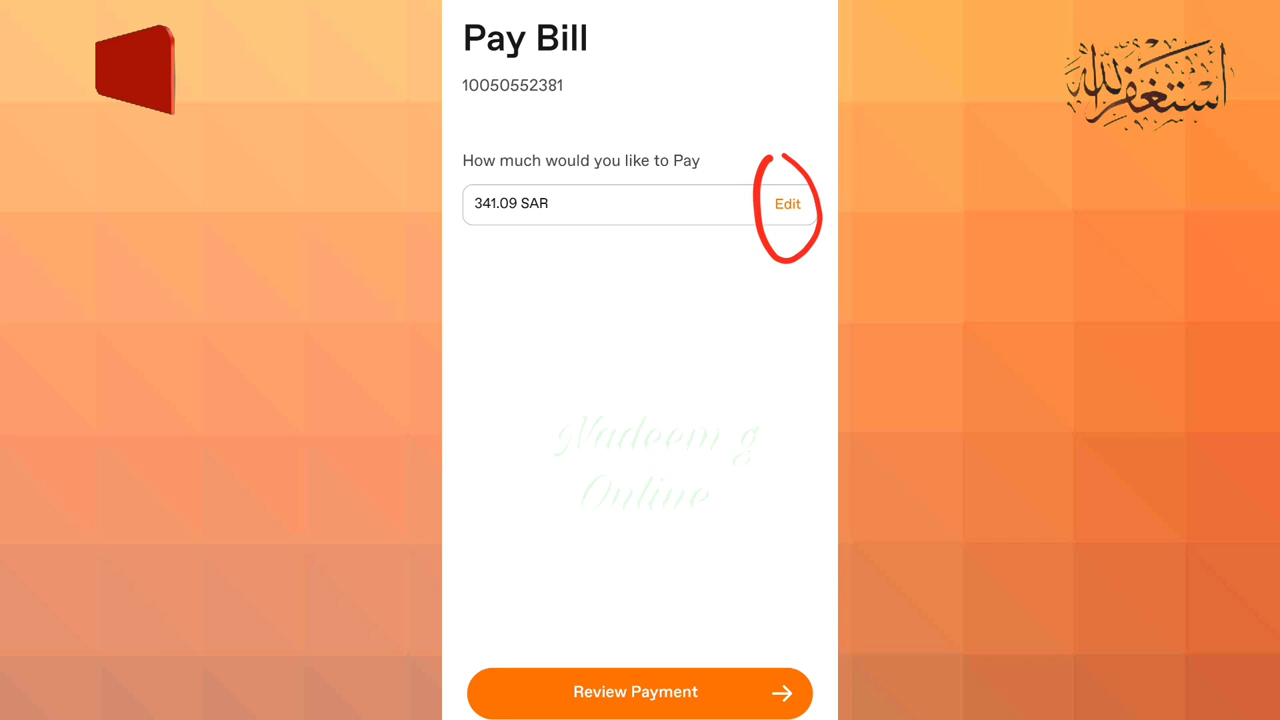 Pay Bill
أستغفر الله
10050552381
How much would you like to Pay
341.09 SAR
Edit
Nadeem g
Online
Review Payment